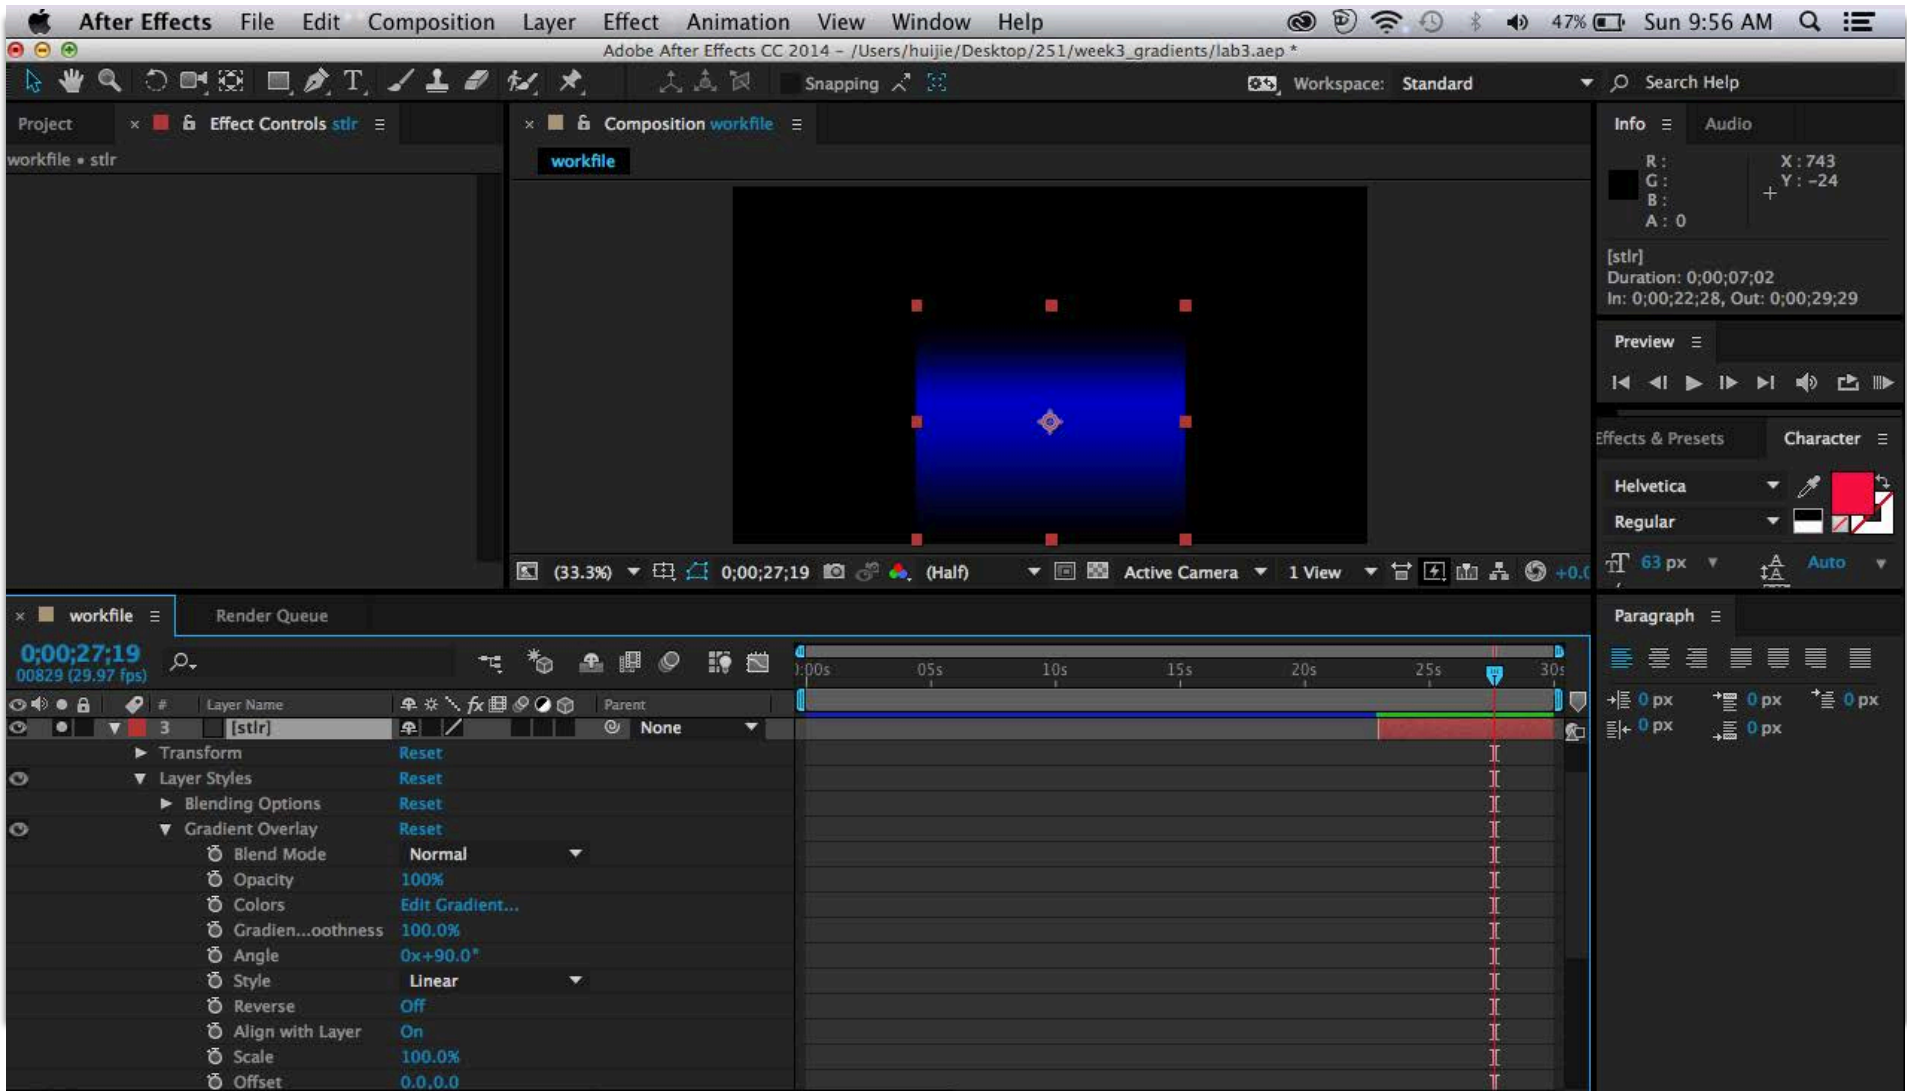 After Effects File Edit Composition Layer Effect Animation View Window Help 47% Sun 9:56 AM
Adobe After Effects CC 2014 - /Users/huijie/Desktop/251/week3_gradients/lab3.aep *
T Snapping Workspace: Standard Search Help
Project × Effect Controls stlr × Composition workfile Info Audio
workfile • stlr
workfile
R : X : 743
G : Y : -24
B :
A : 0
[stlr]
Duration: 0;00;07;02
In: 0;00;22;28, Out: 0;00;29;29
Preview
Effects & Presets Character
Helvetica
Regular
63 px Auto
(33.3%) 0;00;27;19 (Half) Active Camera 1 View +0.0
× workfile Render Queue Paragraph
0;00;27;19
00829 (29.97 fps)
):00s 05s 10s 15s 20s 25s 30s
# Layer Name fx Parent
0 px 0 px 0 px
0 px 0 px
3 [stlr] None
Transform Reset
Layer Styles Reset
Blending Options Reset
Gradient Overlay Reset
Blend Mode Normal
Opacity 100%
Colors Edit Gradient...
Gradien...oothness 100.0%
Angle 0x+90.0°
Style Linear
Reverse Off
Align with Layer On
Scale 100.0%
Offset 0.0,0.0